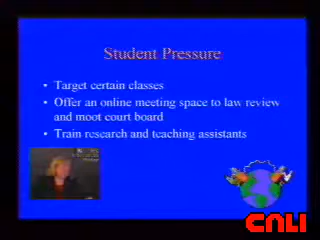 Student Pressure
• Target certain classes
• Offer an online meeting space to law review
and moot court board
• Train research and teaching assistants
CALI